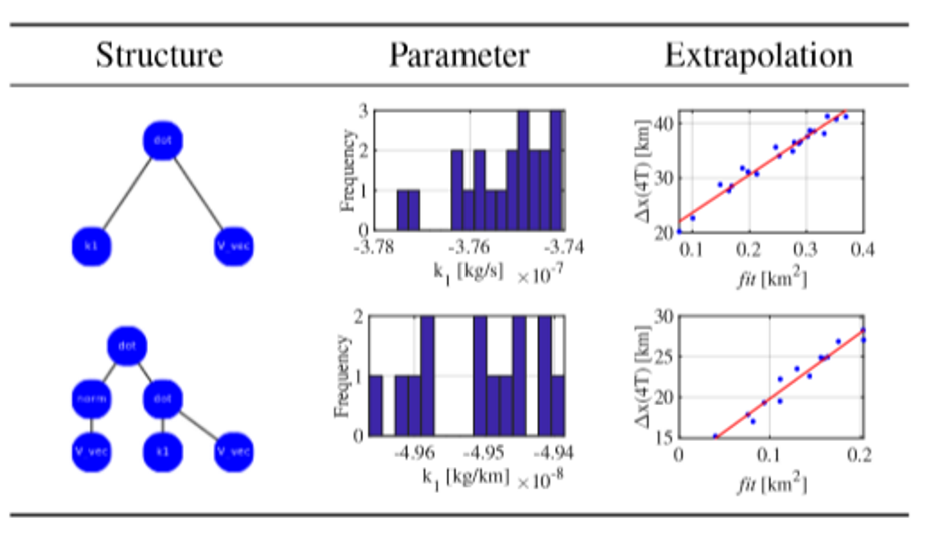 Structure Parameter Extrapolation
dot
k1 V_vec
Frequency
3
2
1
0
-3.78 -3.76 -3.74
k₁ [kg/s] ×10⁻⁷
Δx(4T) [km]
40
30
20
0.1 0.2 0.3 0.4
fit [km²]
dot
norm dot
V_vec k1 V_vec
Frequency
2
1
0
-4.96 -4.95 -4.94
k₁ [kg/km] ×10⁻⁸
Δx(4T) [km]
30
25
20
15
0 0.1 0.2
fit [km²]